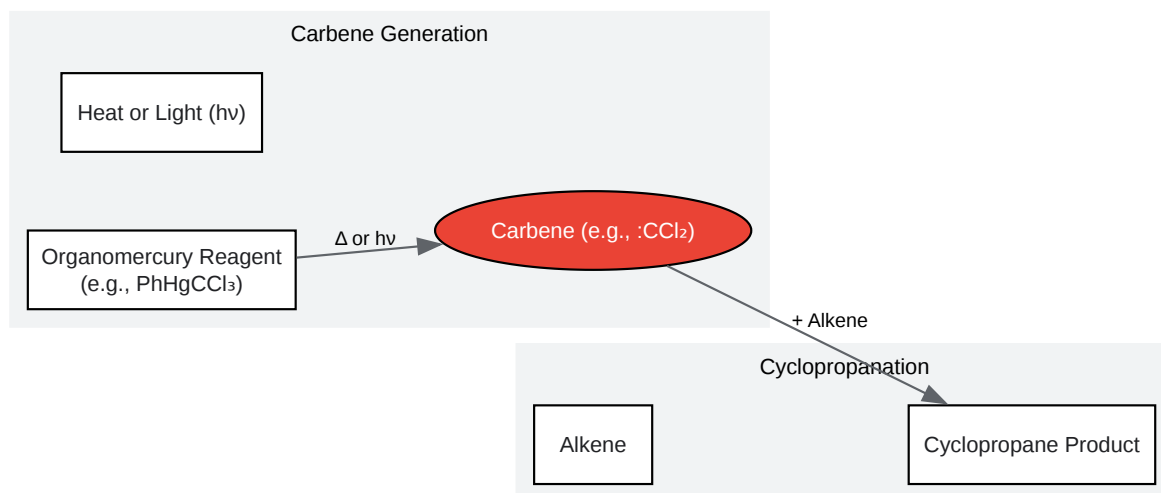 Carbene Generation
Heat or Light (hν)
Organomercury Reagent
(e.g., PhHgCCl₃)
Δ or hν
Carbene (e.g., :CCl₂)
+ Alkene
Cyclopropanation
Alkene
Cyclopropane Product